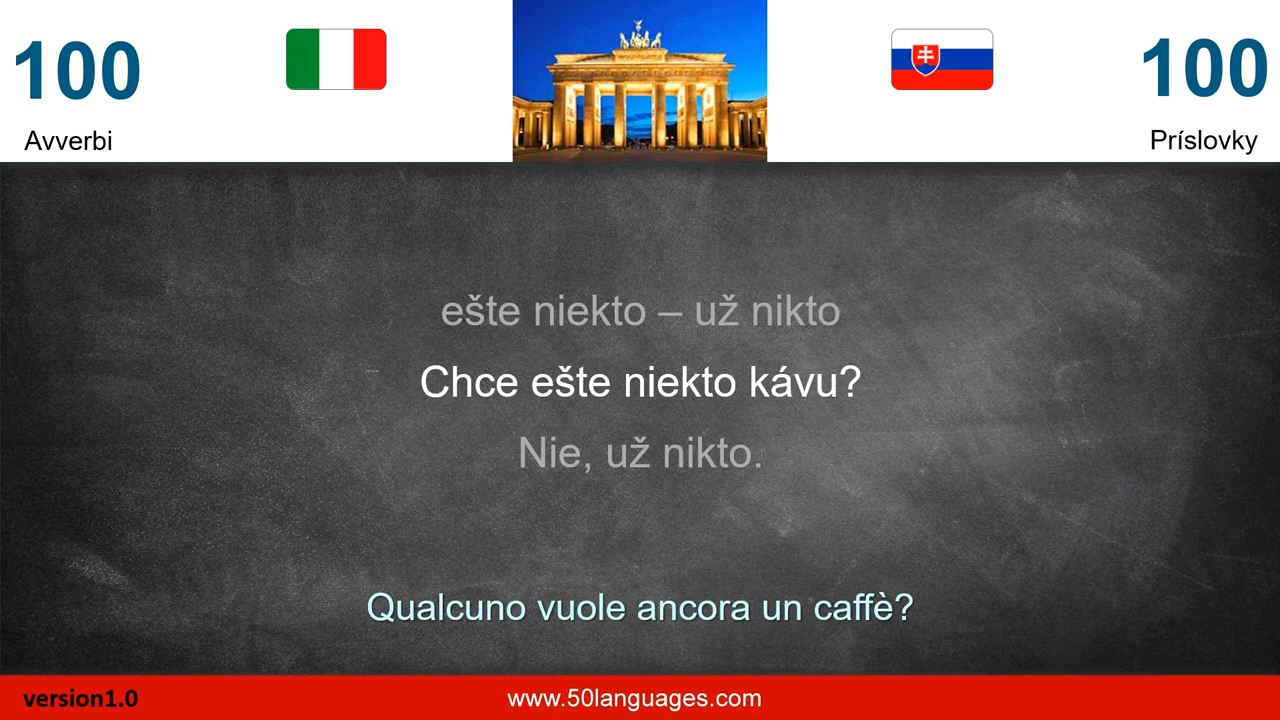 100
Avverbi
100
Príslovky
ešte niekto – už nikto
Chce ešte niekto kávu?
Nie, už nikto.
Qualcuno vuole ancora un caffè?
version1.0
www.50languages.com